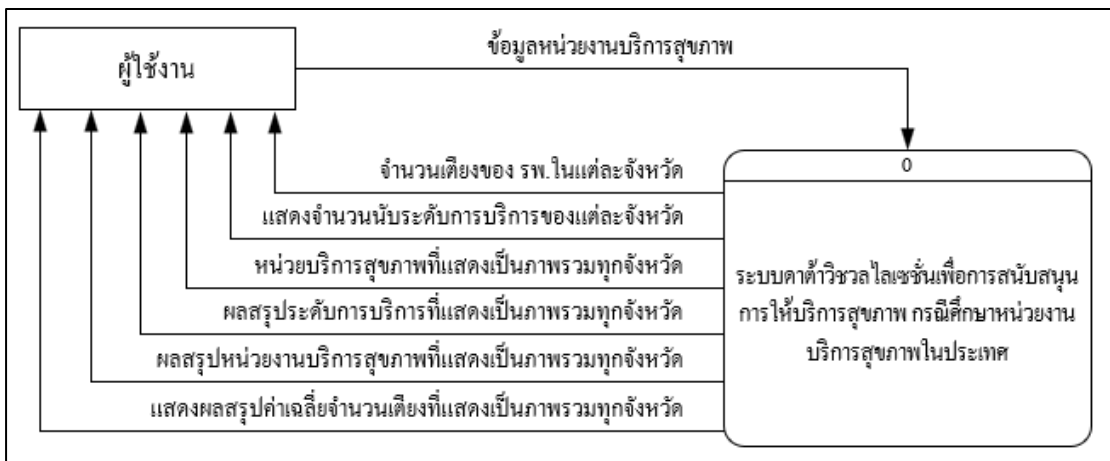 ผู้ใช้งาน
ข้อมูลหน่วยงานบริการสุขภาพ
0
ระบบดาต้าวิชวลไลเซชั่นเพื่อการสนับสนุน
การให้บริการสุขภาพ กรณีศึกษาหน่วยงาน
บริการสุขภาพในประเทศ
จำนวนเตียงของ รพ.ในแต่ละจังหวัด
แสดงจำนวนนับระดับการบริการของแต่ละจังหวัด
หน่วยบริการสุขภาพที่แสดงเป็นภาพรวมทุกจังหวัด
ผลสรุประดับการบริการที่แสดงเป็นภาพรวมทุกจังหวัด
ผลสรุปหน่วยงานบริการสุขภาพที่แสดงเป็นภาพรวมทุกจังหวัด
แสดงผลสรุปค่าเฉลี่ยจำนวนเตียงที่แสดงเป็นภาพรวมทุกจังหวัด